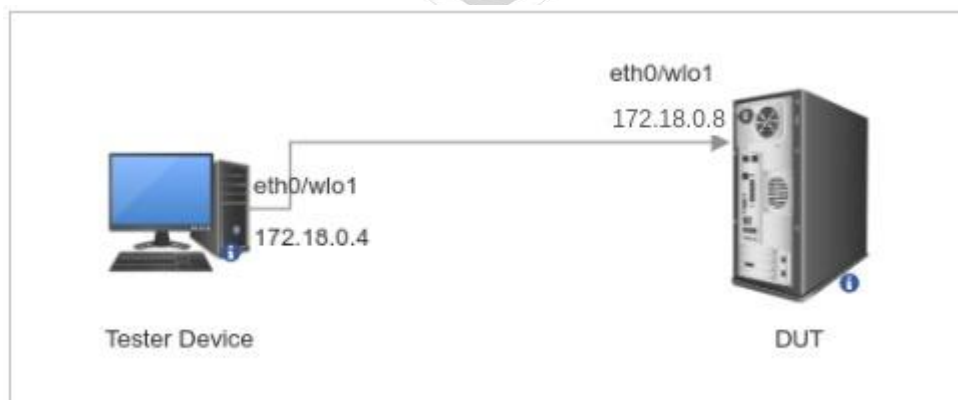 eth0/wlo1
172.18.0.8
eth0/wlo1
172.18.0.4
Tester Device
DUT